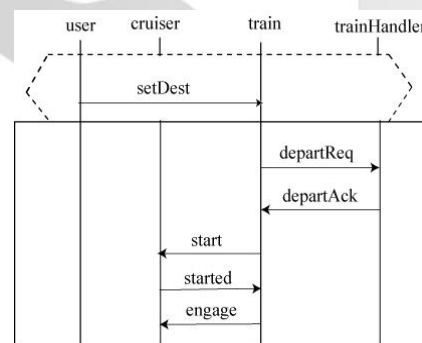 user cruiser train trainHandler
setDest
departReq
departAck
start
started
engage